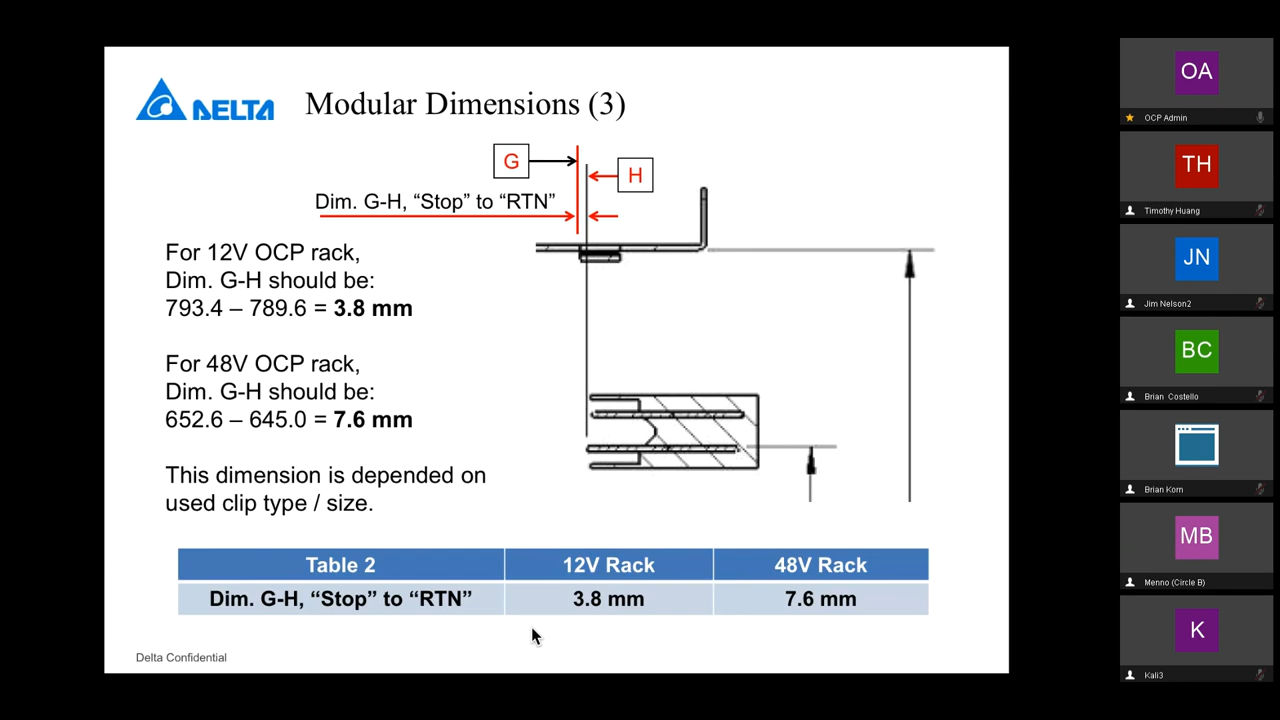 DELTA
Modular Dimensions (3)
G
H
Dim. G-H, “Stop” to “RTN”
For 12V OCP rack,
Dim. G-H should be:
793.4 – 789.6 = 3.8 mm
For 48V OCP rack,
Dim. G-H should be:
652.6 – 645.0 = 7.6 mm
This dimension is depended on
used clip type / size.
Table 2 12V Rack 48V Rack
Dim. G-H, “Stop” to “RTN” 3.8 mm 7.6 mm
Delta Confidential
OA
OCP Admin
TH
Timothy Huang
JN
Jim Nelson2
BC
Brian Costello
Brian Korn
MB
Menno (Circle B)
K
Kali3